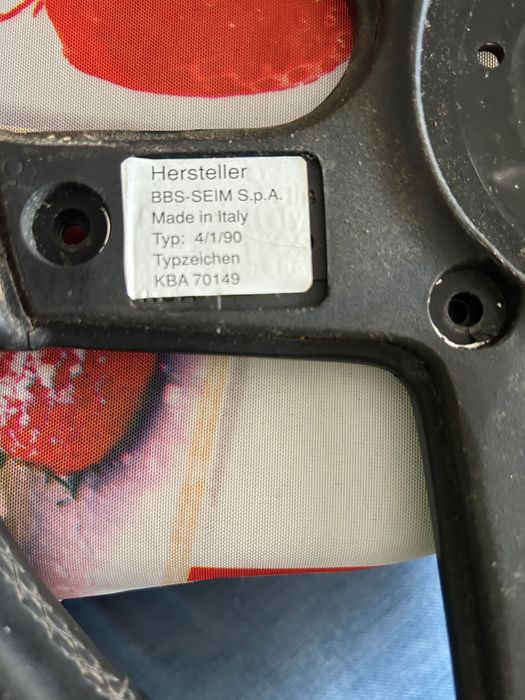 Hersteller
BBS-SEIM S.p.A.
Made in Italy
Typ: 4/1/90
Typzeichen
KBA 70149